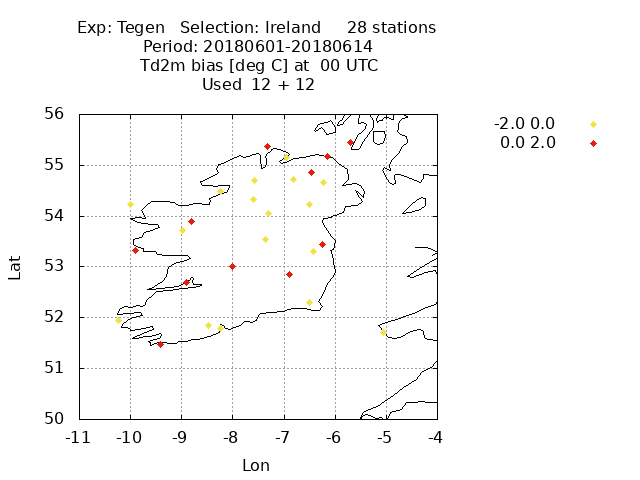 Exp: Tegen Selection: Ireland 28 stations
Period: 20180601-20180614
Td2m bias [deg C] at 00 UTC
Used 12 + 12
-2.0 0.0
0.0 2.0
56
55
54
53
52
51
50
Lat
-11 -10 -9 -8 -7 -6 -5 -4
Lon